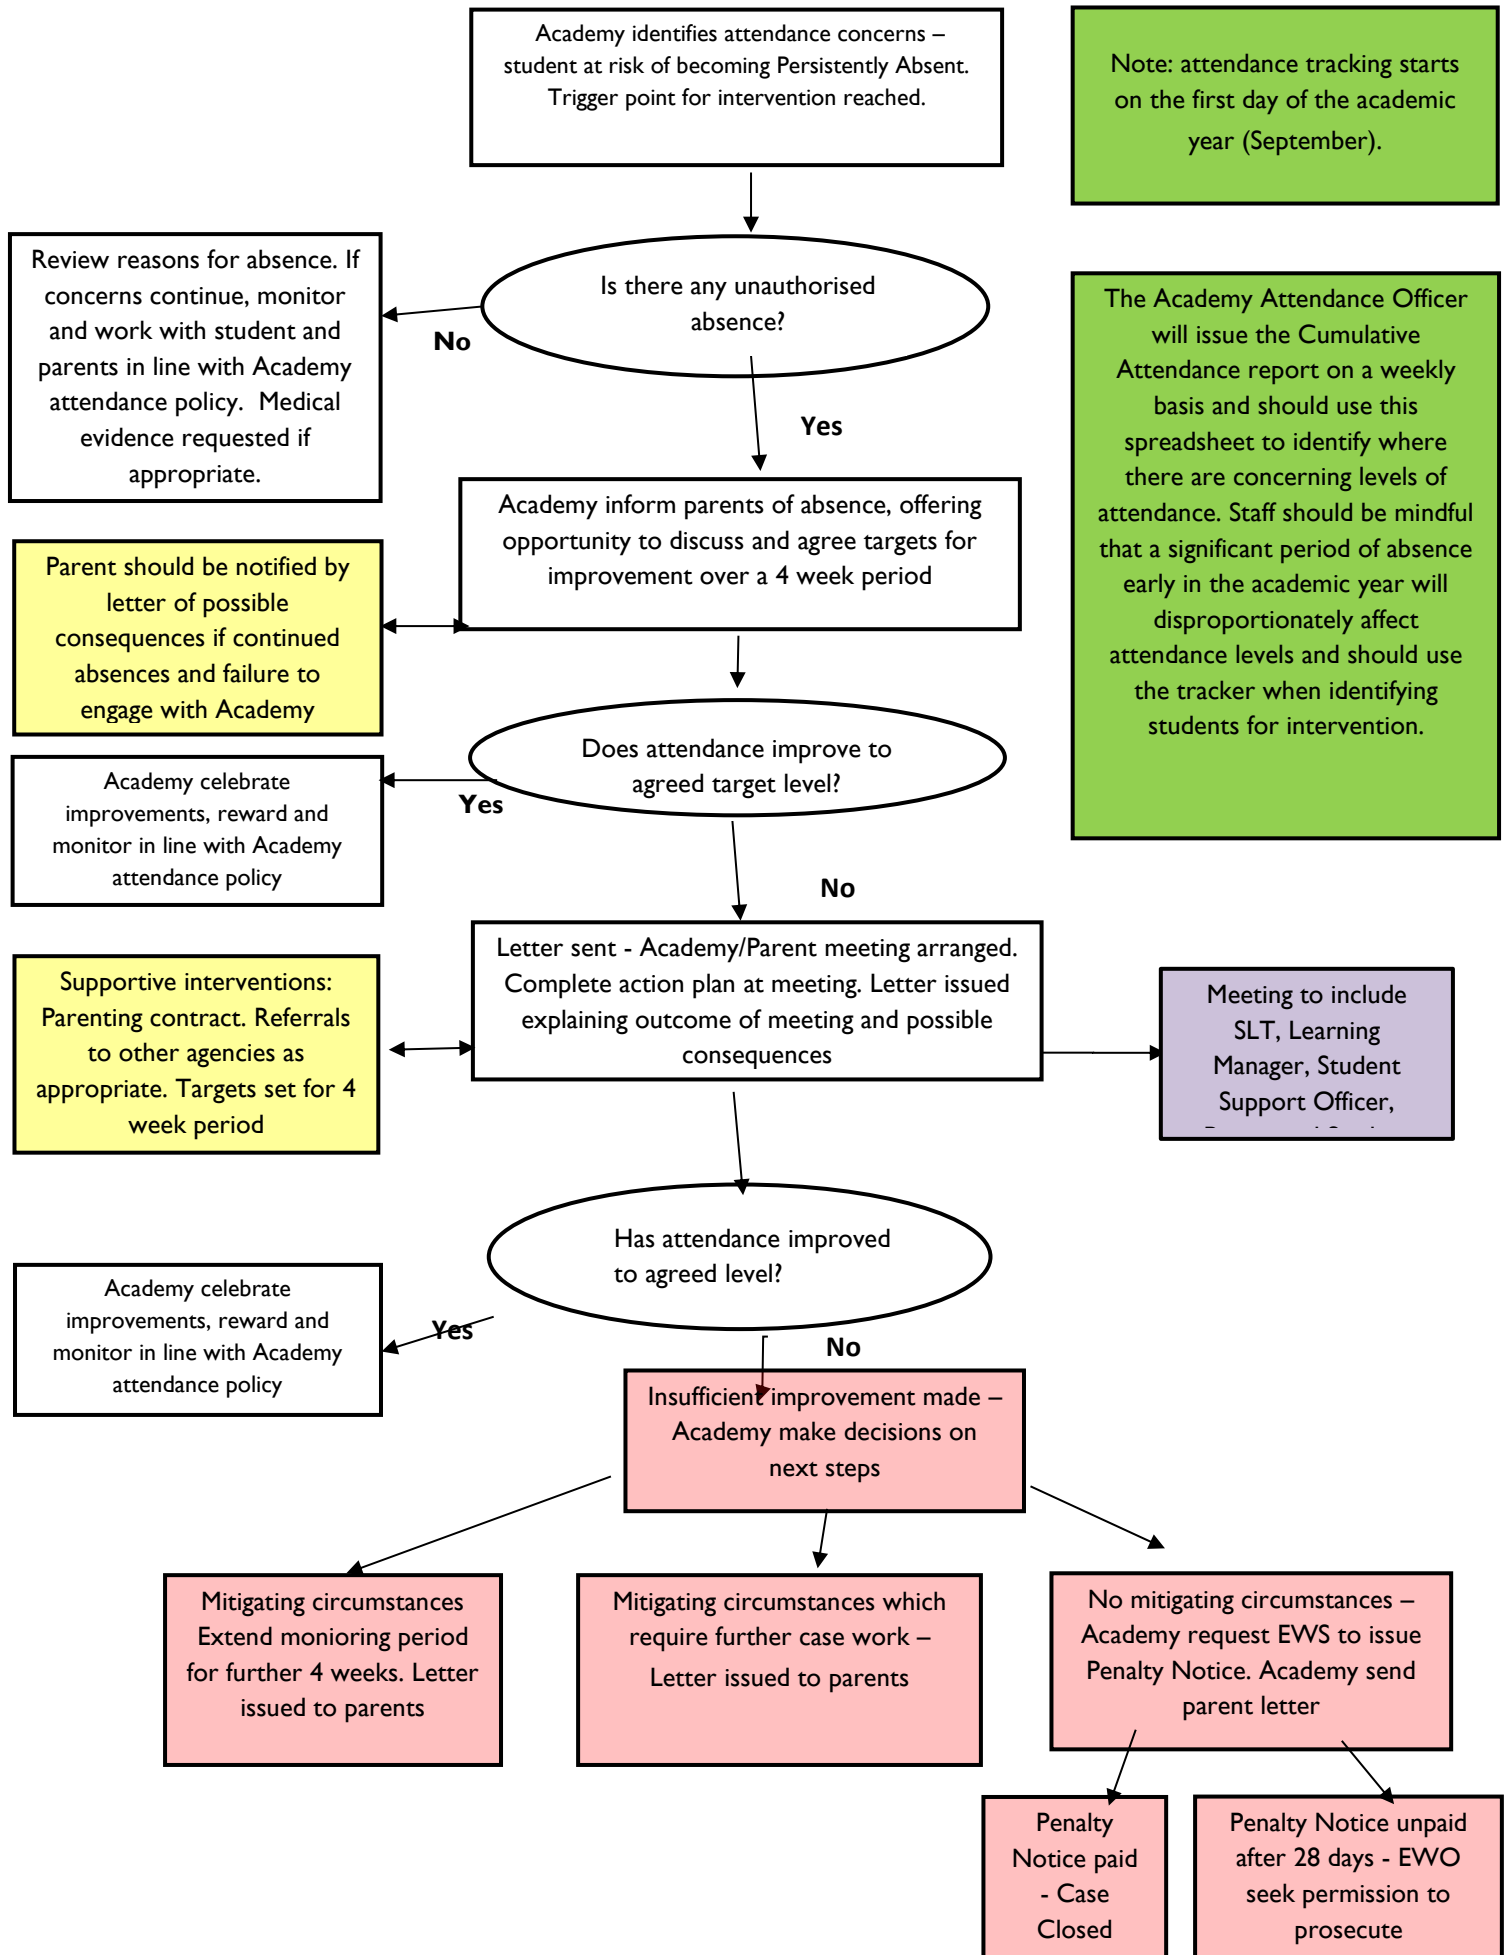 Academy identifies attendance concerns –
student at risk of becoming Persistently Absent.
Trigger point for intervention reached.
Note: attendance tracking starts
on the first day of the academic
year (September).
Is there any unauthorised
absence?
No
Yes
Review reasons for absence. If
concerns continue, monitor
and work with student and
parents in line with Academy
attendance policy. Medical
evidence requested if
appropriate.
The Academy Attendance Officer
will issue the Cumulative
Attendance report on a weekly
basis and should use this
spreadsheet to identify where
there are concerning levels of
attendance. Staff should be mindful
that a significant period of absence
early in the academic year will
disproportionately affect
attendance levels and should use
the tracker when identifying
students for intervention.
Academy inform parents of absence, offering
opportunity to discuss and agree targets for
improvement over a 4 week period
Parent should be notified by
letter of possible
consequences if continued
absences and failure to
engage with Academy
Does attendance improve to
agreed target level?
Yes
No
Academy celebrate
improvements, reward and
monitor in line with Academy
attendance policy
Letter sent - Academy/Parent meeting arranged.
Complete action plan at meeting. Letter issued
explaining outcome of meeting and possible
consequences
Supportive interventions:
Parenting contract. Referrals
to other agencies as
appropriate. Targets set for 4
week period
Meeting to include
SLT, Learning
Manager, Student
Support Officer,
Has attendance improved
to agreed level?
Yes
No
Academy celebrate
improvements, reward and
monitor in line with Academy
attendance policy
Insufficient improvement made –
Academy make decisions on
next steps
Mitigating circumstances
Extend monioring period
for further 4 weeks. Letter
issued to parents
Mitigating circumstances which
require further case work –
Letter issued to parents
No mitigating circumstances –
Academy request EWS to issue
Penalty Notice. Academy send
parent letter
Penalty
Notice paid
- Case
Closed
Penalty Notice unpaid
after 28 days - EWO
seek permission to
prosecute